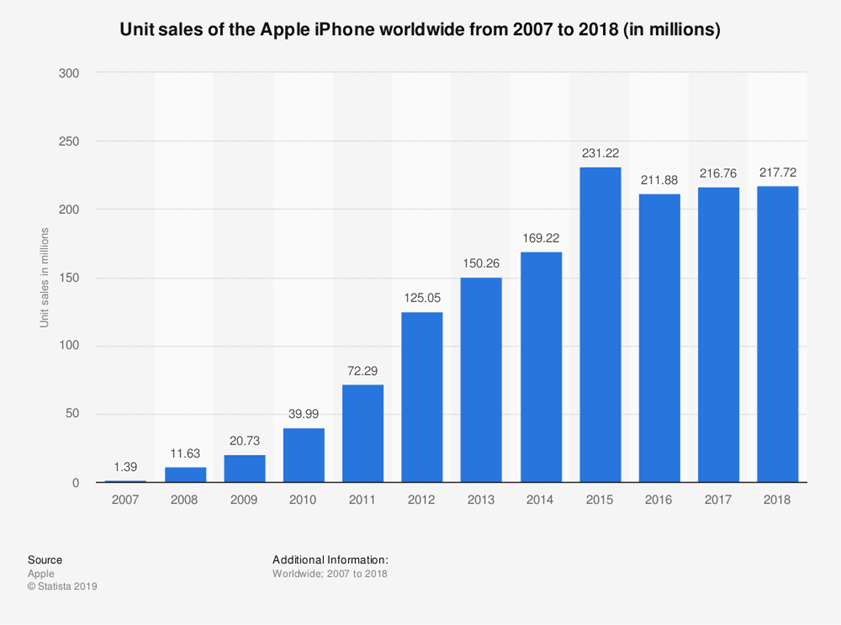 Unit sales of the Apple iPhone worldwide from 2007 to 2018 (in millions)
300
250
200
150
100
50
0
Unit sales in millions
1.39
11.63
20.73
39.99
72.29
125.05
150.26
169.22
231.22
211.88
216.76
217.72
2007 2008 2009 2010 2011 2012 2013 2014 2015 2016 2017 2018
Source
Apple
© Statista 2019
Additional Information:
Worldwide; 2007 to 2018